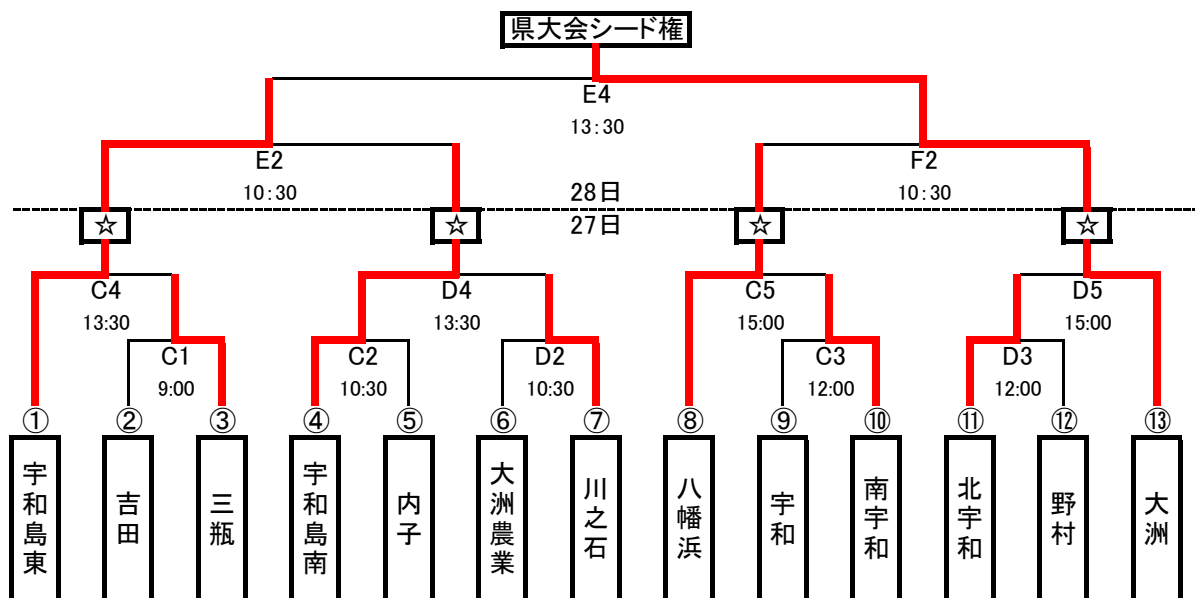 県大会シード権
E4
13:30
E2
F2
10:30
28日
10:30
27日
☆
☆
☆
☆
C4
D4
C5
D5
13:30
13:30
15:00
15:00
C1
C2
D2
C3
D3
9:00
10:30
10:30
12:00
12:00
①
②
③
④
⑤
⑥
⑦
⑧
⑨
⑩
⑪
⑫
⑬
宇和島東
吉田
三瓶
宇和島南
内子
大洲農業
川之石
八幡浜
宇和
南宇和
北宇和
野村
大洲